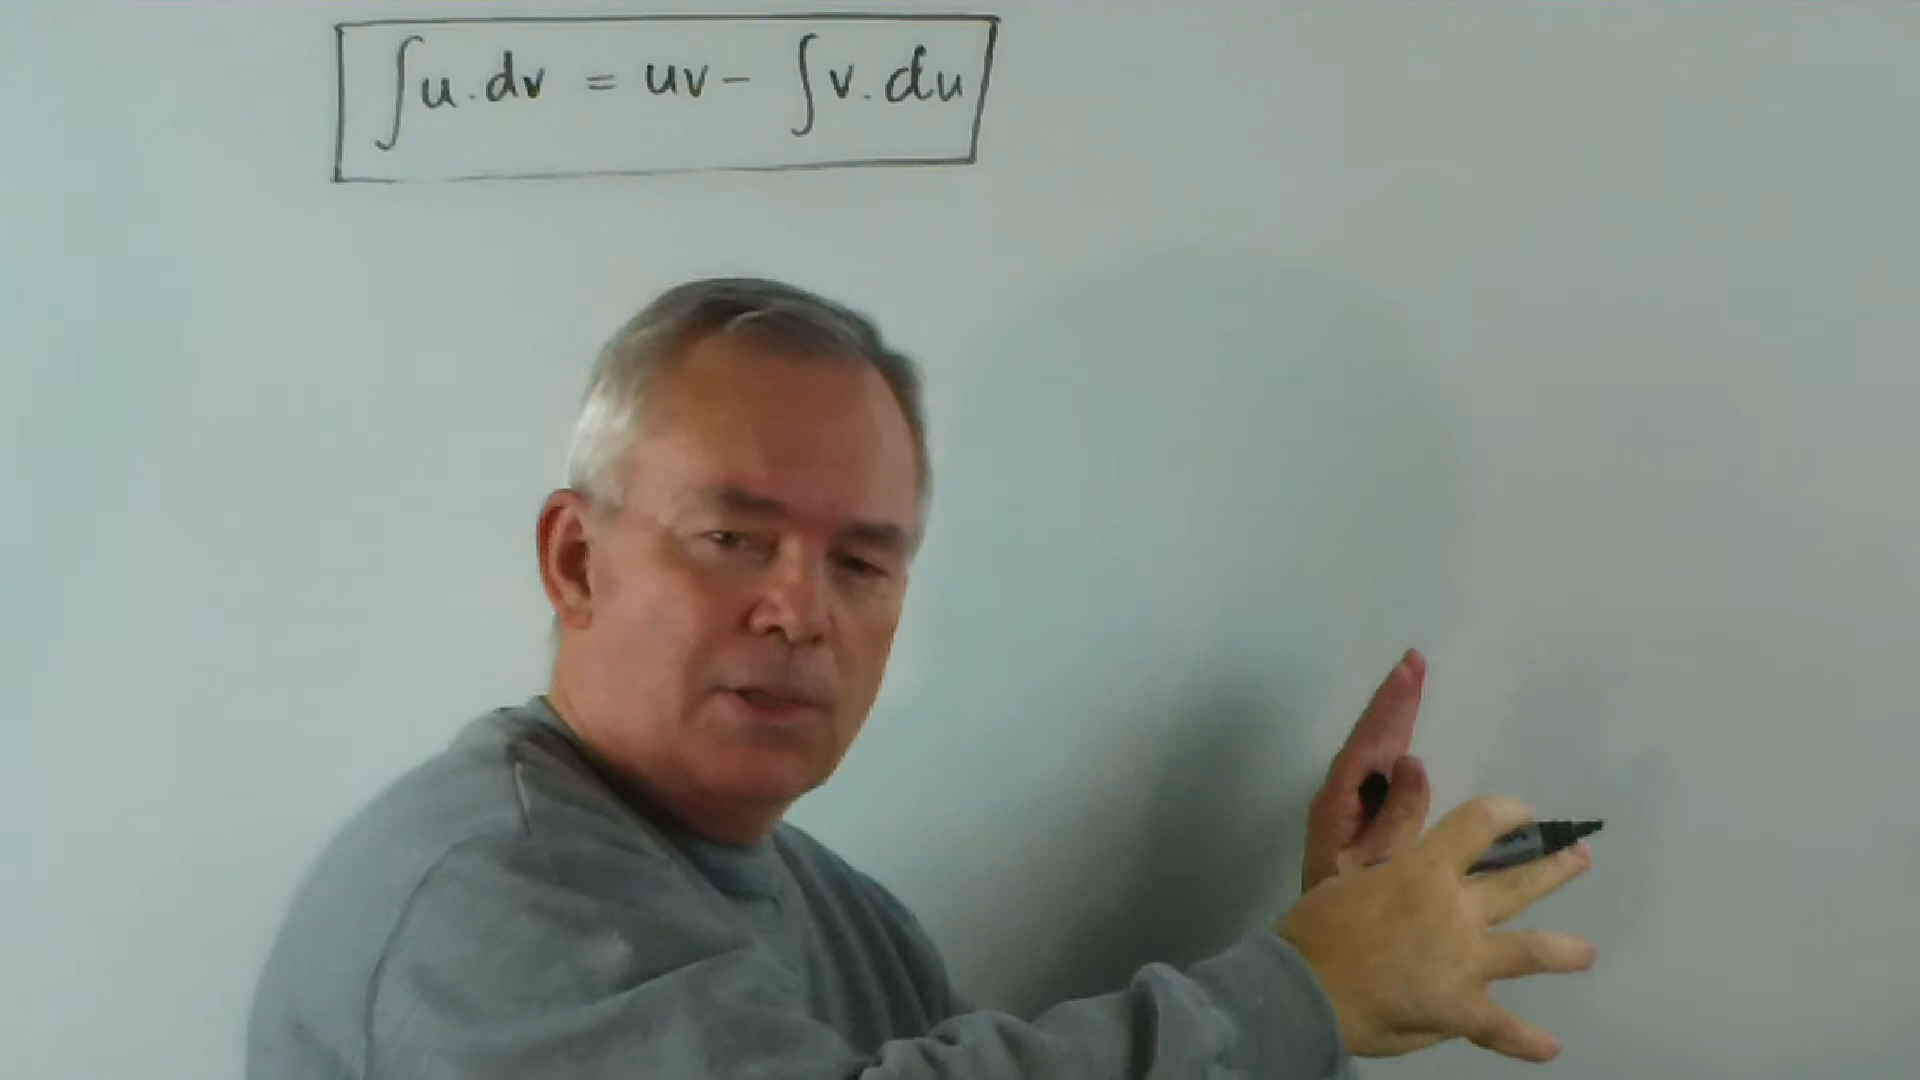 ∫u.dv = uv - ∫v.du